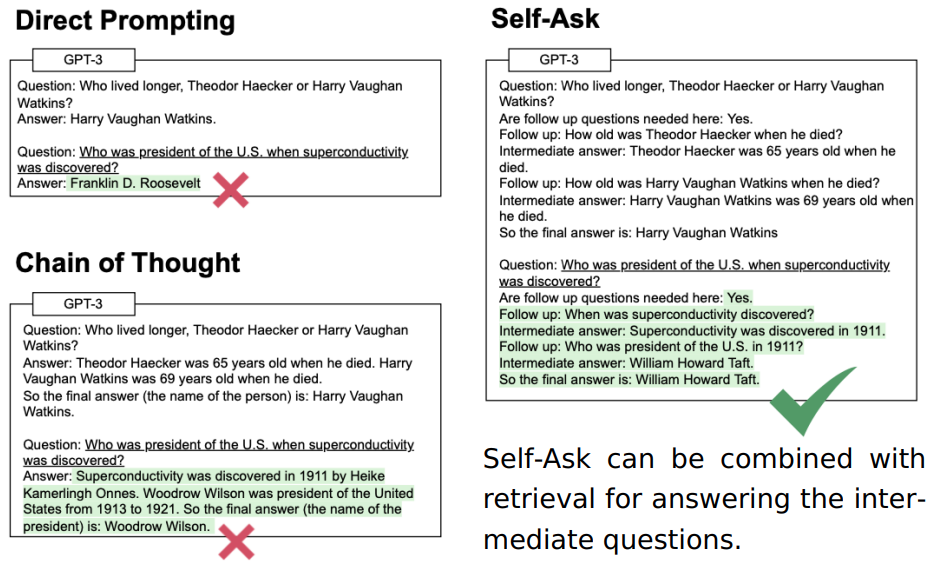 Direct Prompting
GPT-3
Question: Who lived longer, Theodor Haecker or Harry Vaughan
Watkins?
Answer: Harry Vaughan Watkins.
Question: Who was president of the U.S. when superconductivity
was discovered?
Answer: Franklin D. Roosevelt
Chain of Thought
GPT-3
Question: Who lived longer, Theodor Haecker or Harry Vaughan
Watkins?
Answer: Theodor Haecker was 65 years old when he died. Harry
Vaughan Watkins was 69 years old when he died.
So the final answer (the name of the person) is: Harry Vaughan
Watkins.
Question: Who was president of the U.S. when superconductivity
was discovered?
Answer: Superconductivity was discovered in 1911 by Heike
Kamerlingh Onnes. Woodrow Wilson was president of the United
States from 1913 to 1921. So the final answer (the name of the
president) is: Woodrow Wilson.
Self-Ask
GPT-3
Question: Who lived longer, Theodor Haecker or Harry Vaughan
Watkins?
Are follow up questions needed here: Yes.
Follow up: How old was Theodor Haecker when he died?
Intermediate answer: Theodor Haecker was 65 years old when he
died.
Follow up: How old was Harry Vaughan Watkins when he died?
Intermediate answer: Harry Vaughan Watkins was 69 years old when
he died.
So the final answer is: Harry Vaughan Watkins
Question: Who was president of the U.S. when superconductivity
was discovered?
Are follow up questions needed here: Yes.
Follow up: When was superconductivity discovered?
Intermediate answer: Superconductivity was discovered in 1911.
Follow up: Who was president of the U.S. in 1911?
Intermediate answer: William Howard Taft.
So the final answer is: William Howard Taft.
Self-Ask can be combined with
retrieval for answering the inter-
mediate questions.